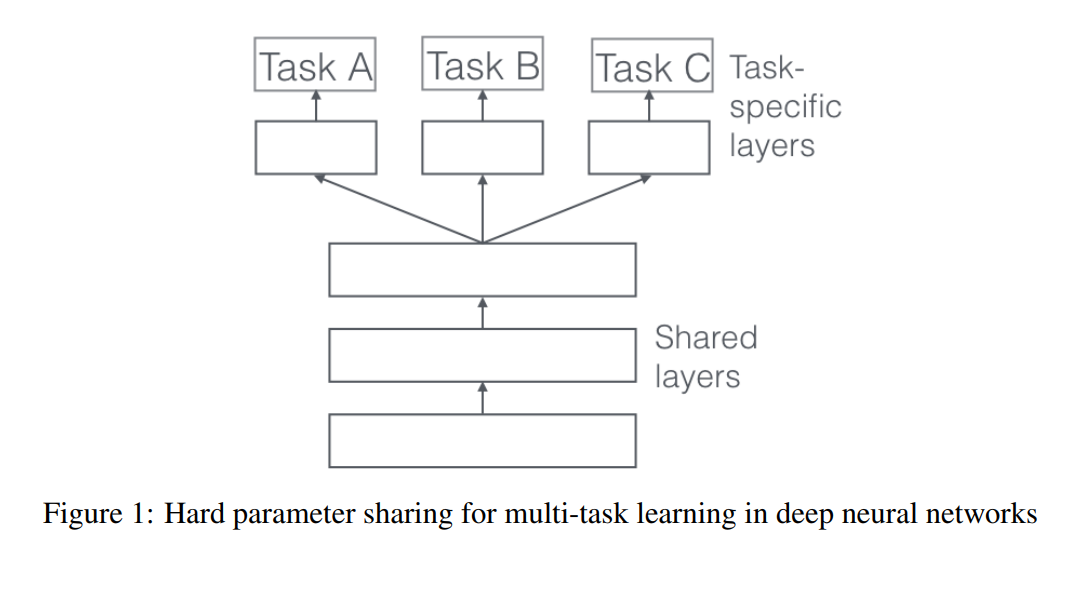 Task A
Task B
Task C
Task-
specific
layers
Shared
layers
Figure 1: Hard parameter sharing for multi-task learning in deep neural networks